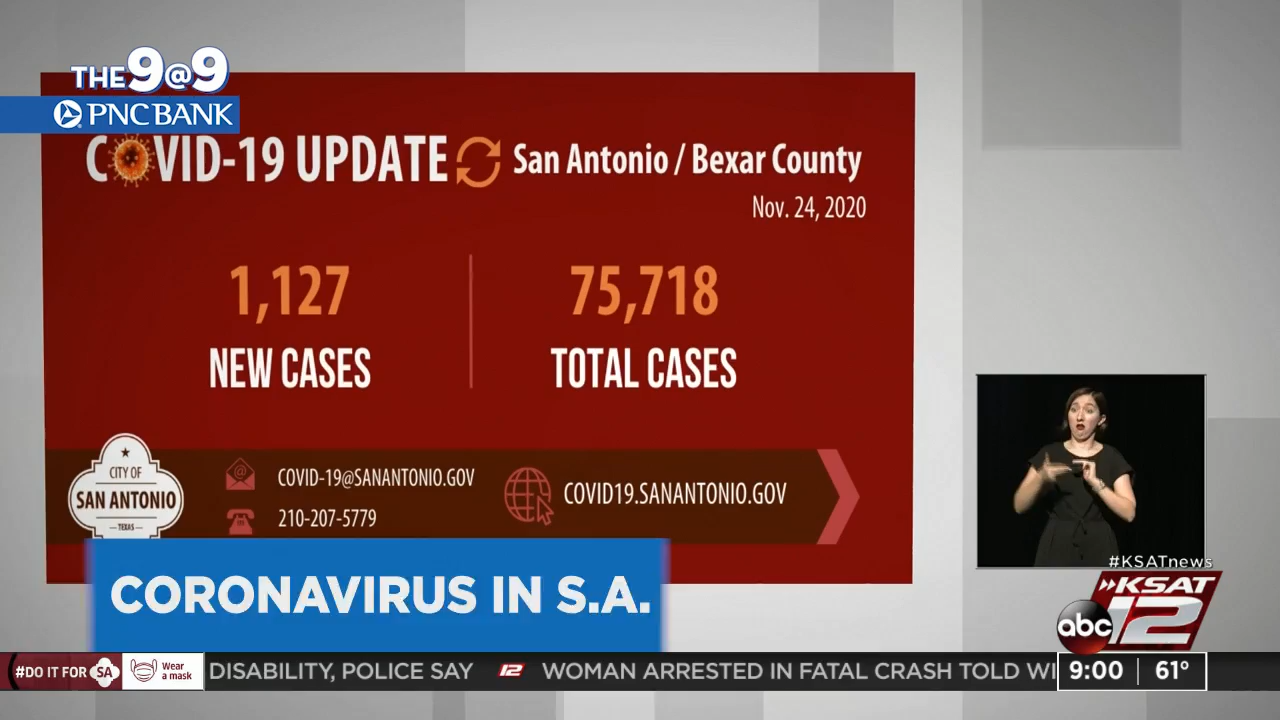 THE 9@9
PNC BANK
COVID-19 UPDATE
San Antonio / Bexar County
Nov. 24, 2020
1,127
NEW CASES
75,718
TOTAL CASES
CITY OF
SAN ANTONIO
TEXAS
COVID-19@SANANTONIO.GOV
210-207-5779
COVID19.SANANTONIO.GOV
CORONAVIRUS IN S.A.
#KSATnews
KSAT
abc 12
#DO IT FOR SA
Wear
a mask
DISABILITY, POLICE SAY 12 WOMAN ARRESTED IN FATAL CRASH TOLD WI
9:00 61°